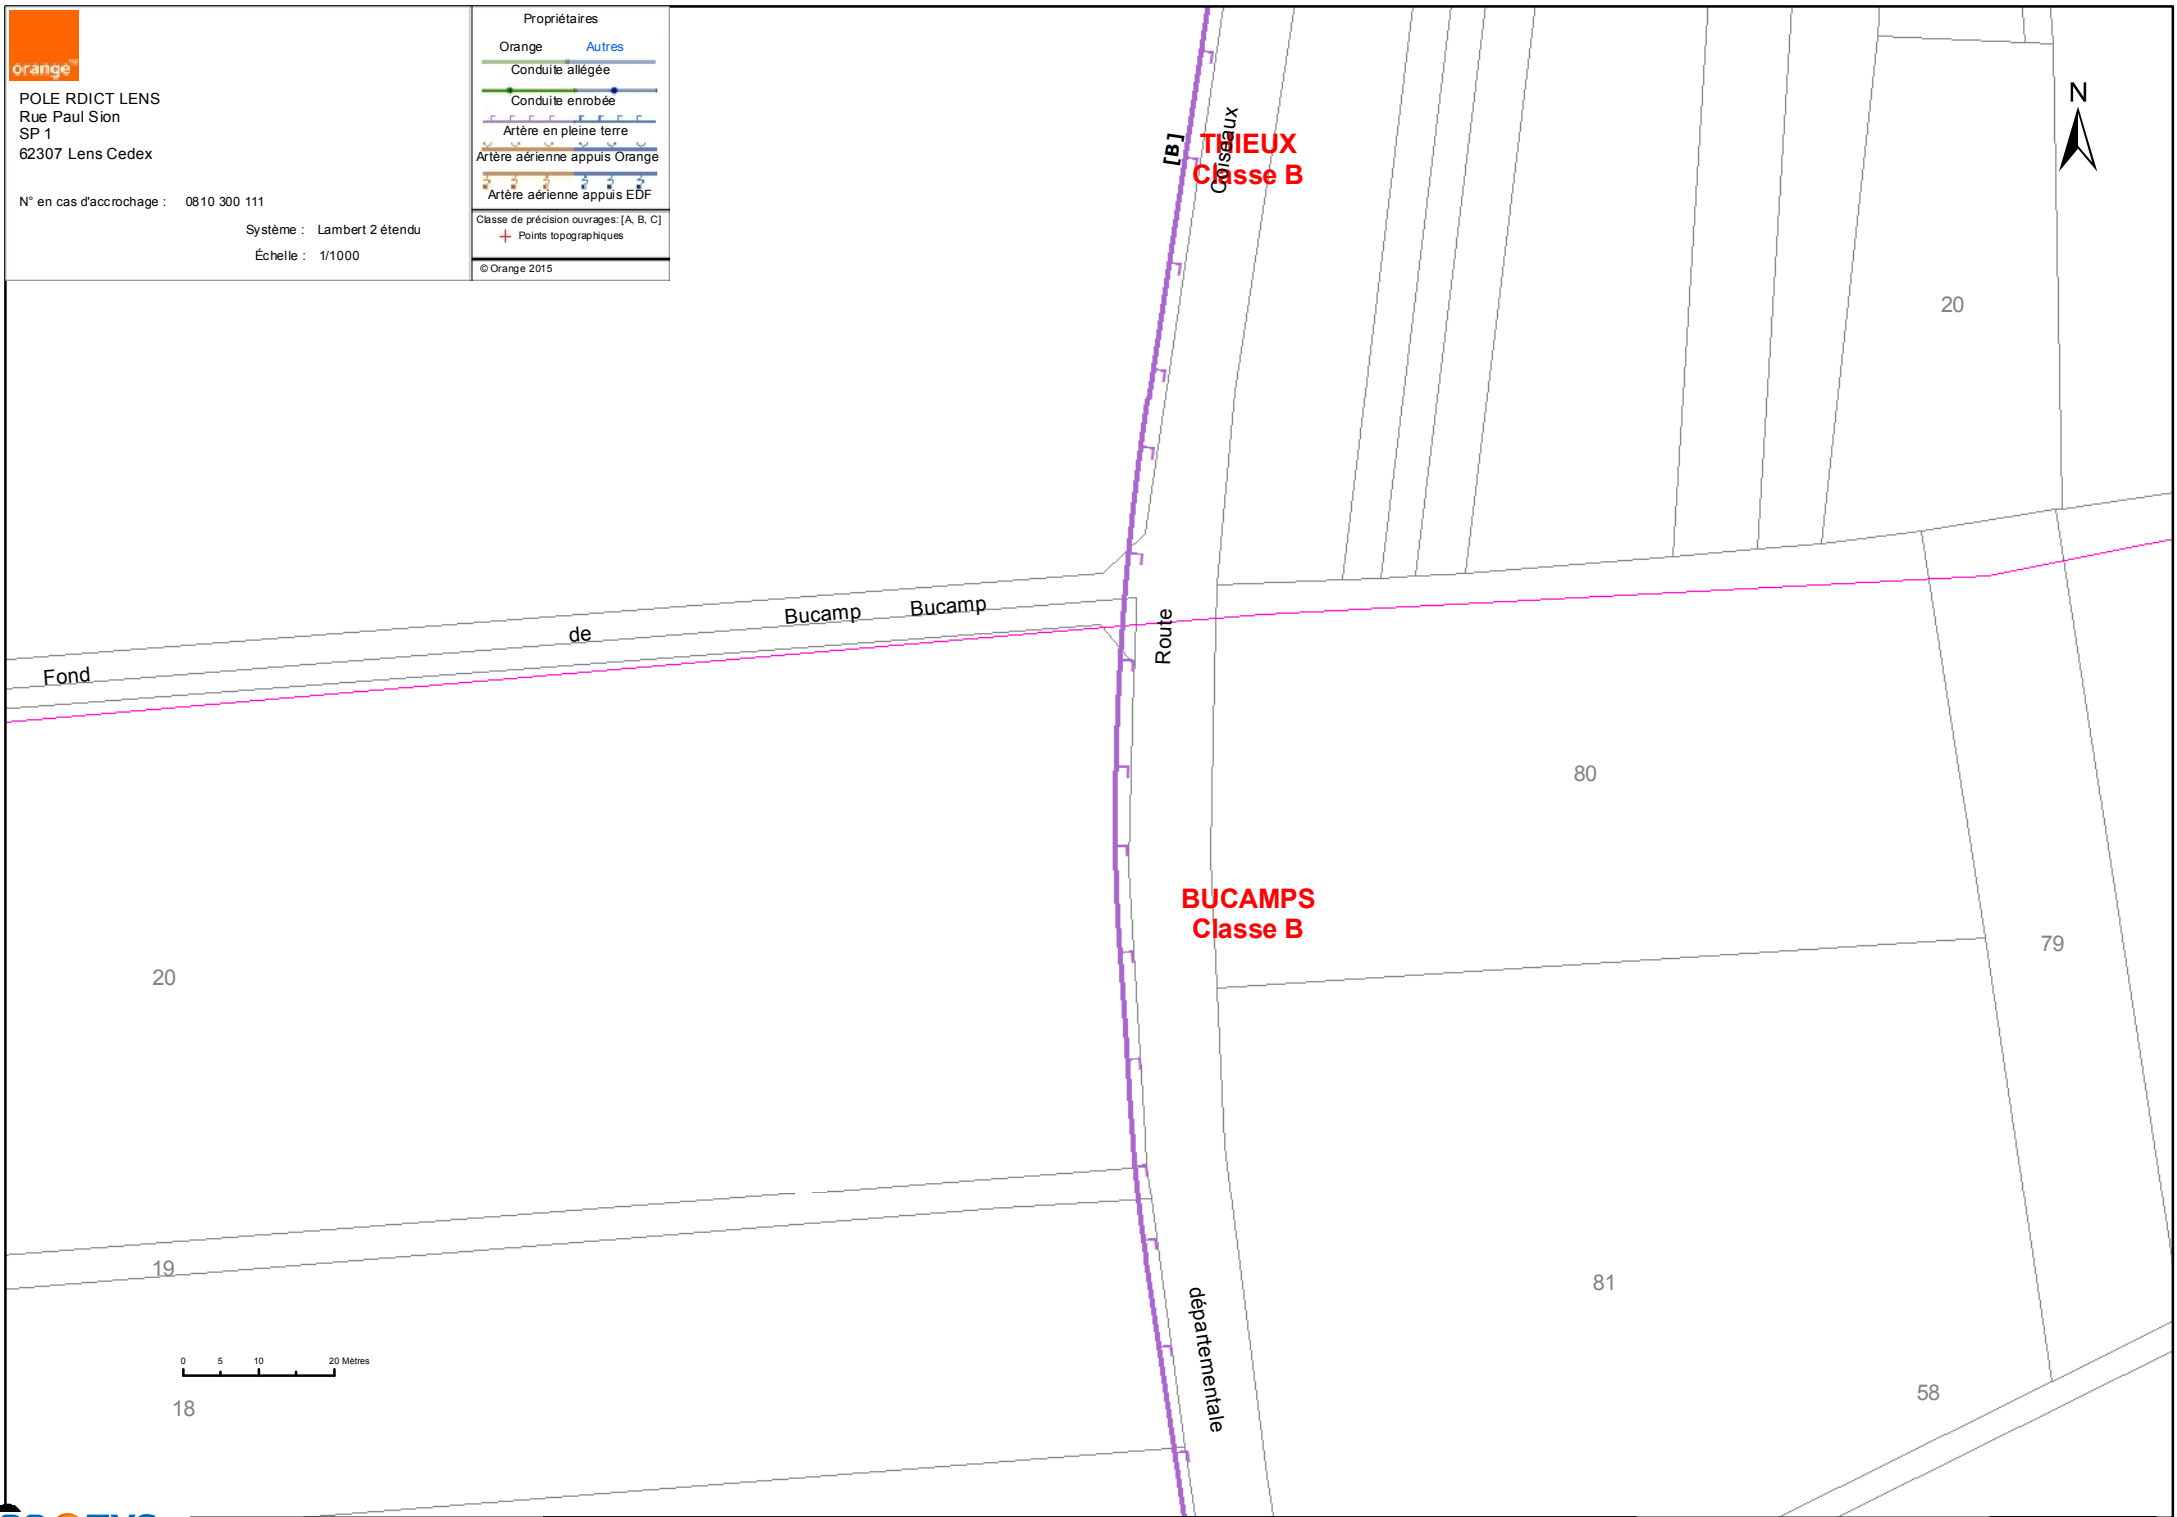 orange™
POLE RDICT LENS
Rue Paul Sion
SP 1
62307 Lens Cedex
N° en cas d'accrochage : 0810 300 111
Système : Lambert 2 étendu
Échelle : 1/1000
Propriétaires
Orange Autres
Conduite allégée
Conduite enrobée
Artère en pleine terre
Artère aérienne appuis Orange
Artère aérienne appuis EDF
Classe de précision ouvrages: [A, B, C]
Points topographiques
© Orange 2015
N
[B]
THIEUX
Classe B
Coiseaux
20
Bucamp Bucamp
de
Fond
Route
80
BUCAMPS
Classe B
79
20
19
81
départementale
0 5 10 20 Mètres
18
58